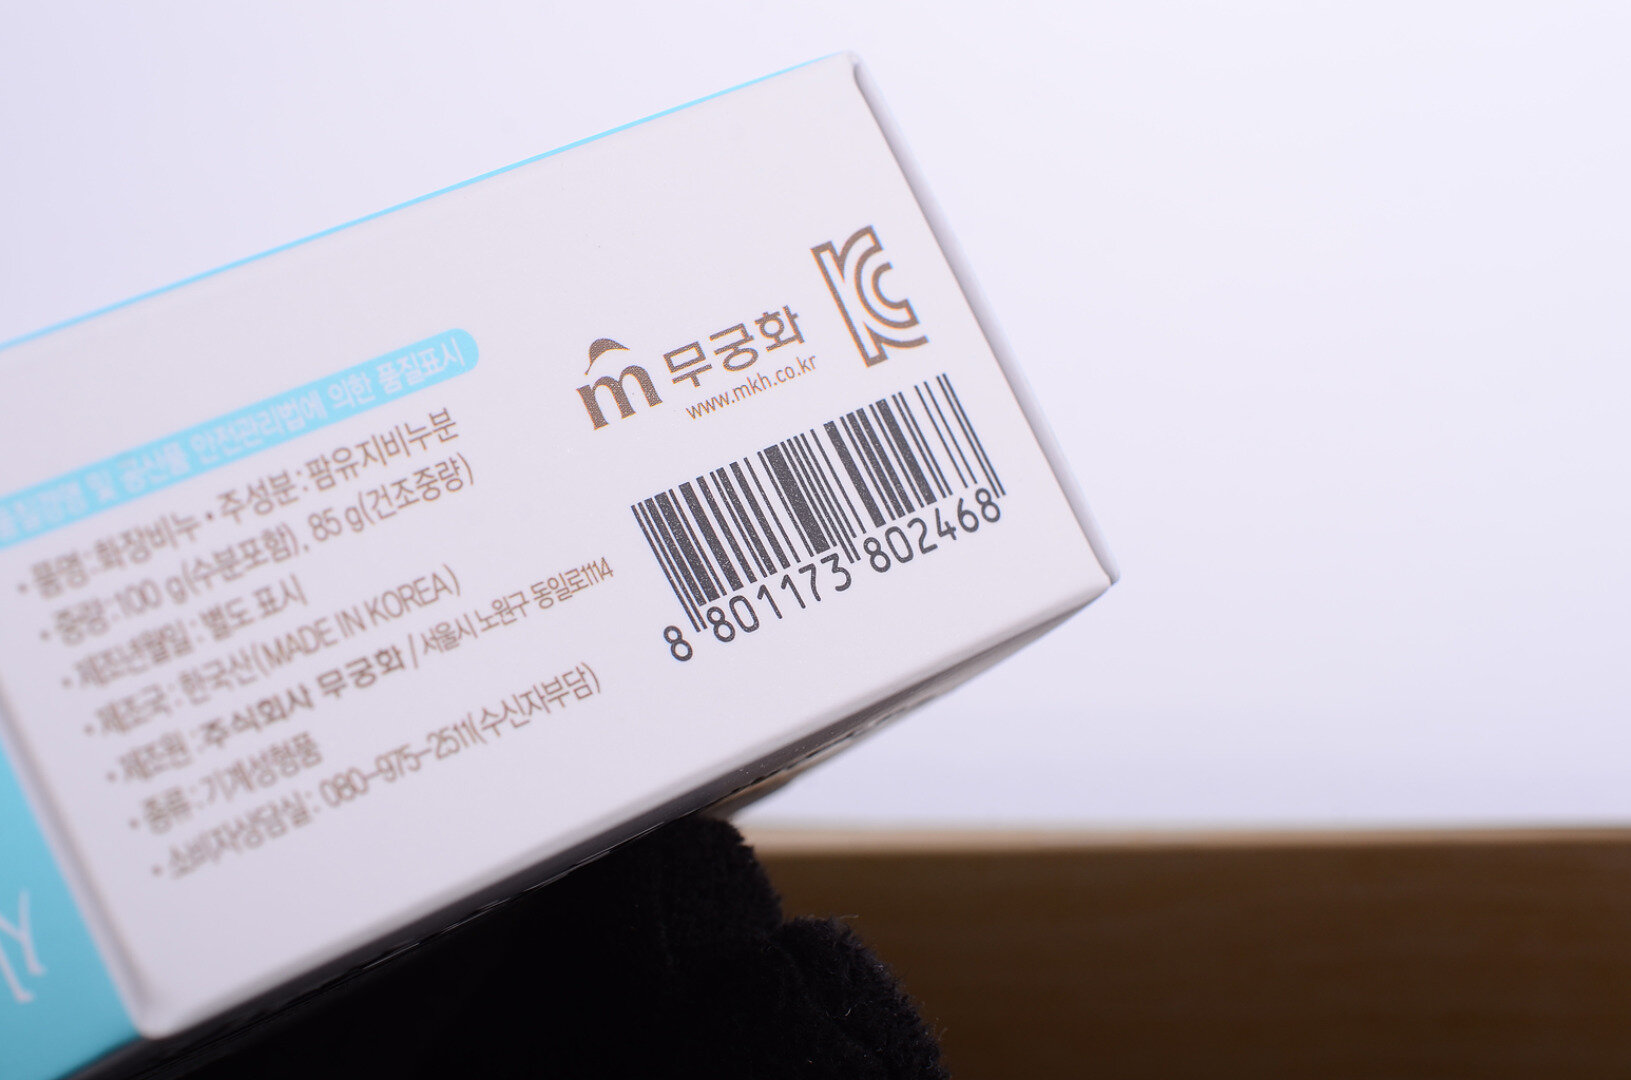 품질경영 및 공산품 안전관리법에 의한 품질표시
• 품명 : 화장비누 • 주성분 : 팜유지비누분
• 중량 : 100 g(수분포함), 85 g(건조중량)
• 제조년월일 : 별도 표시
• 제조국 : 한국산(MADE IN KOREA)
• 제조원 : 주식회사 무궁화 / 서울시 노원구 동일로114
• 종류 : 기계성형품
• 소비자상담실 : 080-975-2511(수신자부담)
m 무궁화
www.mkh.co.kr
KC
8 801173 802468